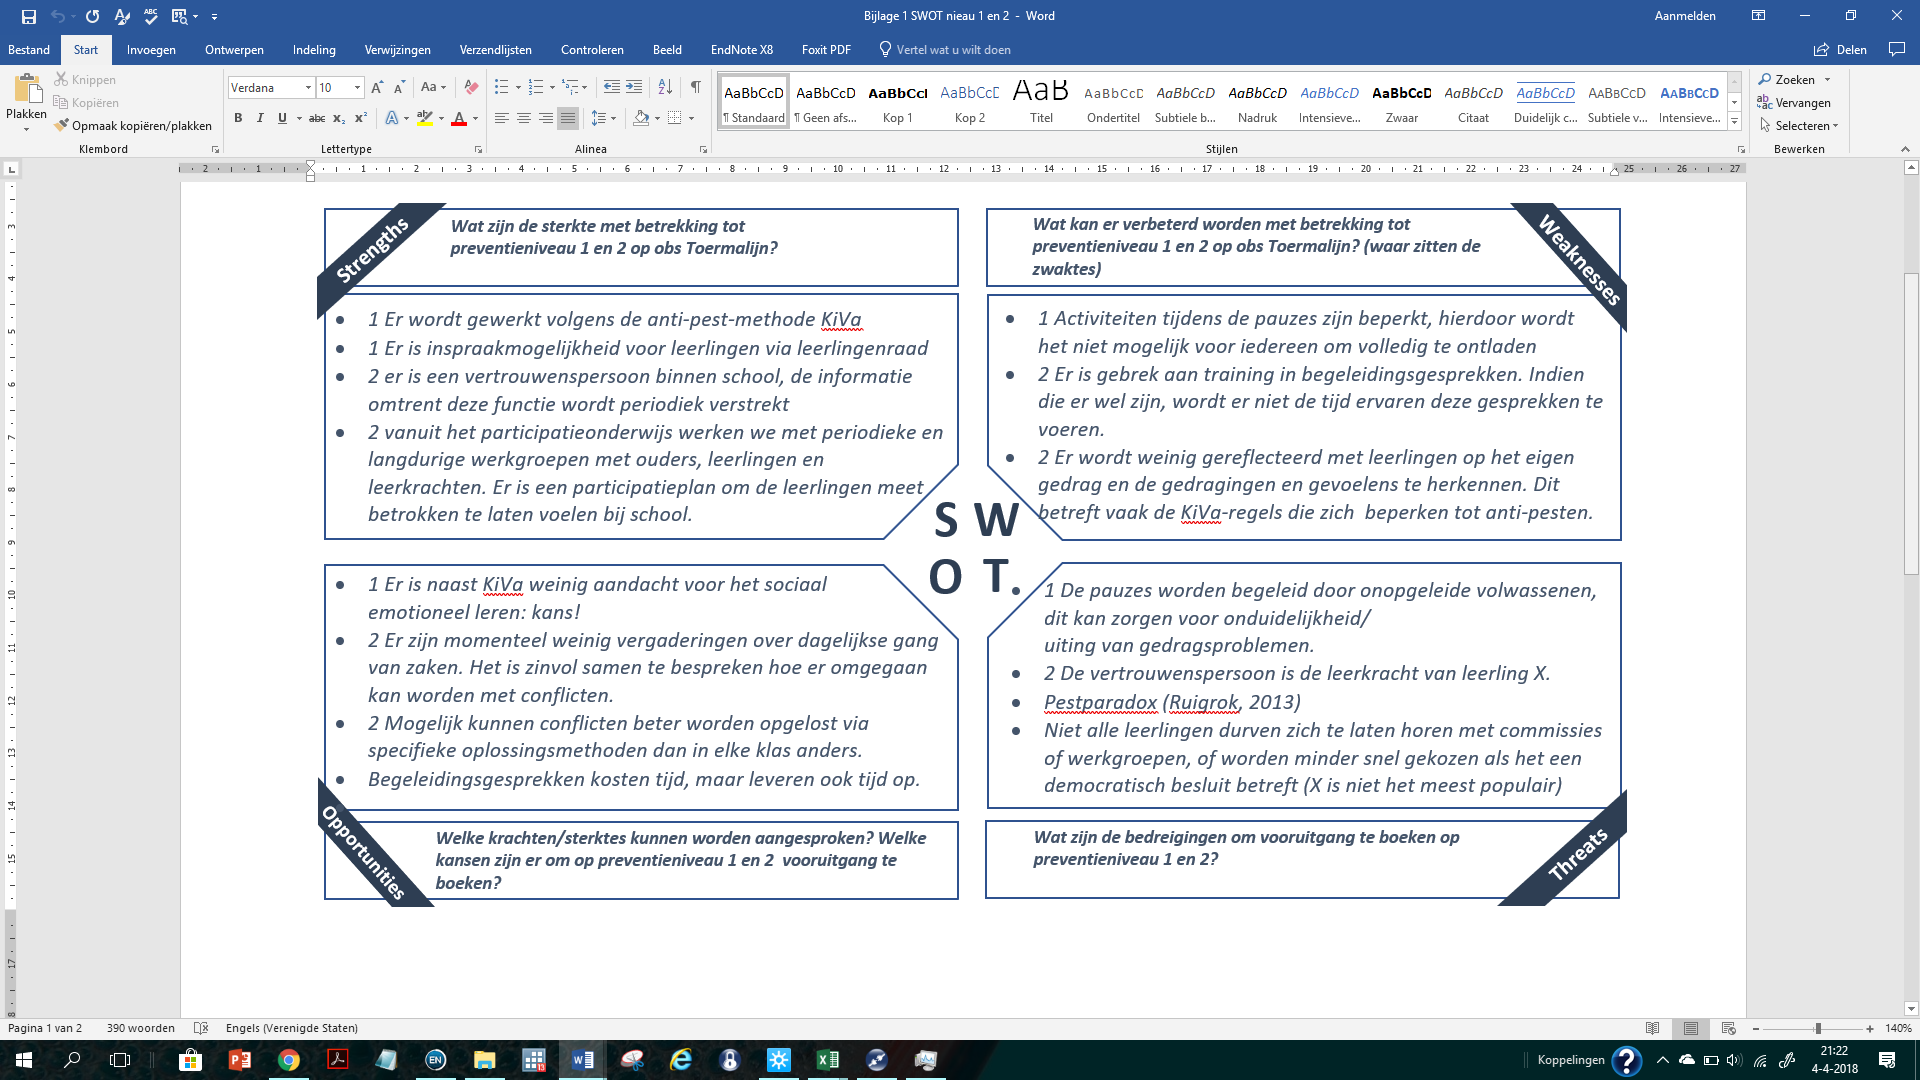 Bijlage 1 SWOT nieau 1 en 2 - Word
Aanmelden
Bestand Start Invoegen Ontwerpen Indeling Verwijzingen Verzendlijsten Controleren Beeld EndNote X8 Foxit PDF Vertel wat u wilt doen Delen
Knippen
Kopiëren
Opmaak kopiëren/plakken
Plakken
Klembord
Verdana 10
Lettertype
Alinea
AaBbCcD AaBbCcD AaBbCcI AaBbCcL AaB AaBbCcD AaBbCcD AaBbCcD AaBbCcD AaBbCcD AaBbCcD AaBbCcD AaBbCcD AaBbCcD
¶ Standaard ¶ Geen afs... Kop 1 Kop 2 Titel Ondertitel Subtiele b... Nadruk Intensieve... Zwaar Citaat Duidelijk c... Subtiele v... Intensieve...
Stijlen
Zoeken
Vervangen
Selecteren
Bewerken
Strengths
Wat zijn de sterkte met betrekking tot
preventieniveau 1 en 2 op obs Toermalijn?
• 1 Er wordt gewerkt volgens de anti-pest-methode KiVa
• 1 Er is inspraakmogelijkheid voor leerlingen via leerlingenraad
• 2 er is een vertrouwenspersoon binnen school, de informatie
omtrent deze functie wordt periodiek verstrekt
• 2 vanuit het participatieonderwijs werken we met periodieke en
langdurige werkgroepen met ouders, leerlingen en
leerkrachten. Er is een participatieplan om de leerlingen meet
betrokken te laten voelen bij school.
Wat kan er verbeterd worden met betrekking tot
preventieniveau 1 en 2 op obs Toermalijn? (waar zitten de
zwaktes)
Weaknesses
• 1 Activiteiten tijdens de pauzes zijn beperkt, hierdoor wordt
het niet mogelijk voor iedereen om volledig te ontladen
• 2 Er is gebrek aan training in begeleidingsgesprekken. Indien
die er wel zijn, wordt er niet de tijd ervaren deze gesprekken te
voeren.
• 2 Er wordt weinig gereflecteerd met leerlingen op het eigen
gedrag en de gedragingen en gevoelens te herkennen. Dit
betreft vaak de KiVa-regels die zich beperken tot anti-pesten.
S W
O T.
• 1 Er is naast KiVa weinig aandacht voor het sociaal
emotioneel leren: kans!
• 2 Er zijn momenteel weinig vergaderingen over dagelijkse gang
van zaken. Het is zinvol samen te bespreken hoe er omgegaan
kan worden met conflicten.
• 2 Mogelijk kunnen conflicten beter worden opgelost via
specifieke oplossingsmethoden dan in elke klas anders.
• Begeleidingsgesprekken kosten tijd, maar leveren ook tijd op.
Opportunities
Welke krachten/sterktes kunnen worden aangesproken? Welke
kansen zijn er om op preventieniveau 1 en 2 vooruitgang te
boeken?
• 1 De pauzes worden begeleid door onopgeleide volwassenen,
dit kan zorgen voor onduidelijkheid/
uiting van gedragsproblemen.
• 2 De vertrouwenspersoon is de leerkracht van leerling X.
• Pestparadox (Ruigrok, 2013)
• Niet alle leerlingen durven zich te laten horen met commissies
of werkgroepen, of worden minder snel gekozen als het een
democratisch besluit betreft (X is niet het meest populair)
Wat zijn de bedreigingen om vooruitgang te boeken op
preventieniveau 1 en 2?
Threats
Pagina 1 van 2 390 woorden Engels (Verenigde Staten) 140%
Koppelingen
21:22
4-4-2018